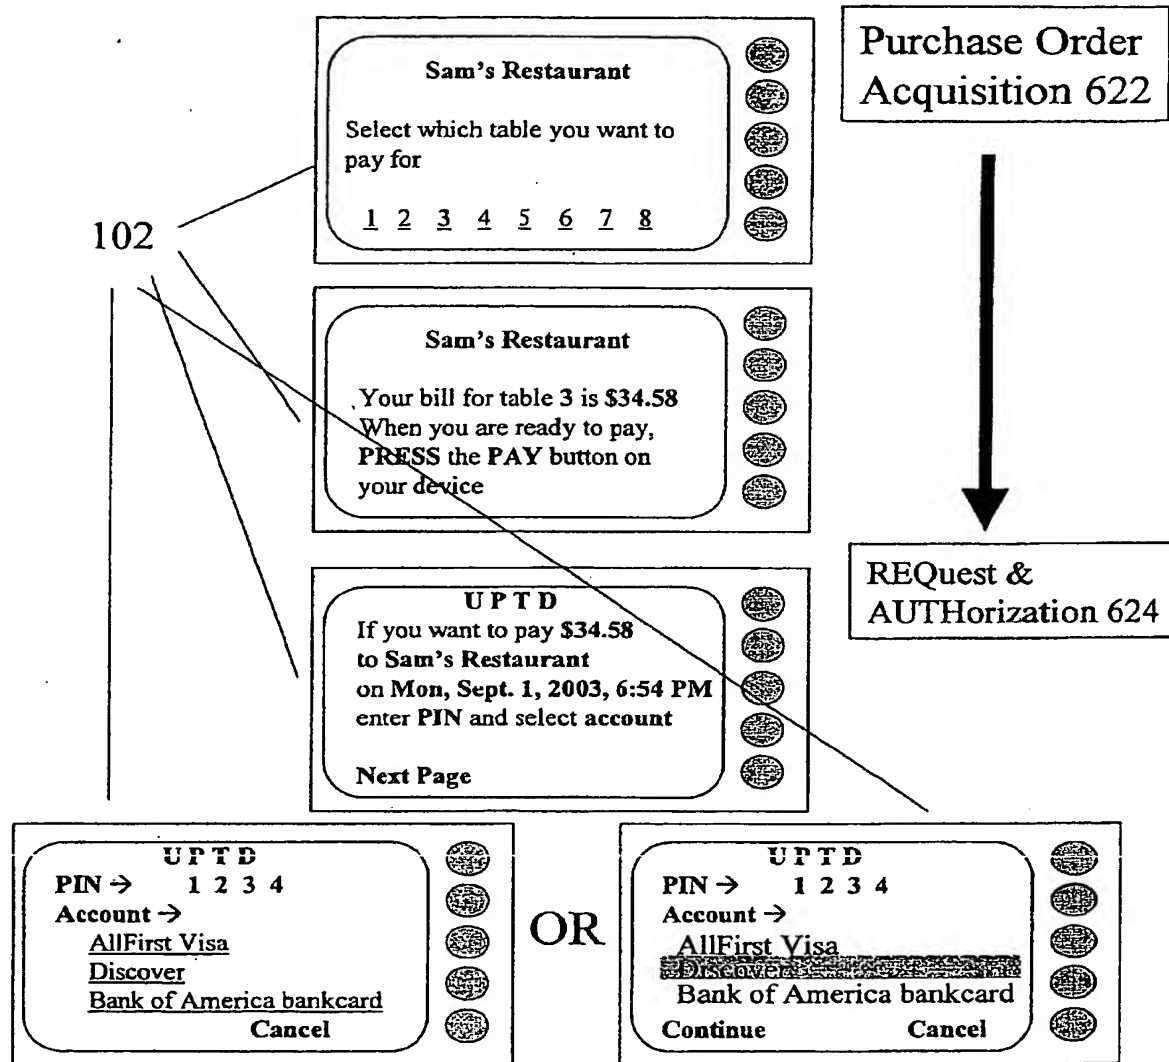 Sam's Restaurant
Select which table you want to
pay for
1 2 3 4 5 6 7 8
Purchase Order
Acquisition 622
102
Sam's Restaurant
Your bill for table 3 is $34.58
When you are ready to pay,
PRESS the PAY button on
your device
REQuest &
AUTHorization 624
UPTD
If you want to pay $34.58
to Sam's Restaurant
on Mon, Sept. 1, 2003, 6:54 PM
enter PIN and select account
Next Page
UPTD
PIN → 1 2 3 4
Account →
AllFirst Visa
Discover
Bank of America bankcard
Cancel
OR
UPTD
PIN → 1 2 3 4
Account →
AllFirst Visa
Discover
Bank of America bankcard
Continue Cancel